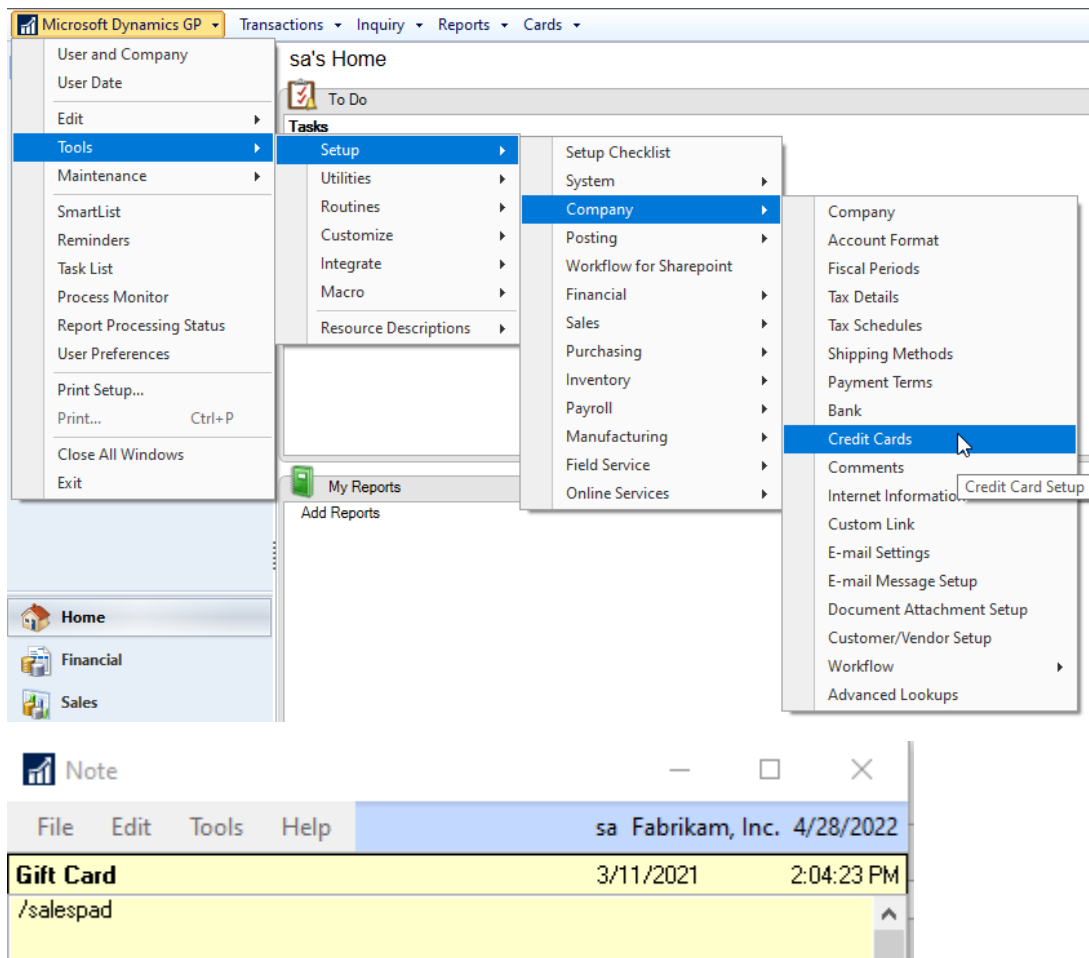 Microsoft Dynamics GP Transactions Inquiry Reports Cards
User and Company
User Date
Edit
Tools
Maintenance
SmartList
Reminders
Task List
Process Monitor
Report Processing Status
User Preferences
Print Setup...
Print... Ctrl+P
Close All Windows
Exit
sa's Home
To Do
Tasks
Setup
Utilities
Routines
Customize
Integrate
Macro
Resource Descriptions
Setup Checklist
System
Company
Posting
Workflow for Sharepoint
Financial
Sales
Purchasing
Inventory
Payroll
Manufacturing
Field Service
Online Services
Company
Account Format
Fiscal Periods
Tax Details
Tax Schedules
Shipping Methods
Payment Terms
Bank
Credit Cards
Comments
Internet Informatio
Credit Card Setup
Custom Link
E-mail Settings
E-mail Message Setup
Document Attachment Setup
Customer/Vendor Setup
Workflow
Advanced Lookups
My Reports
Add Reports
Home
Financial
Sales
Note
File Edit Tools Help sa Fabrikam, Inc. 4/28/2022
Gift Card 3/11/2021 2:04:23 PM
/salespad